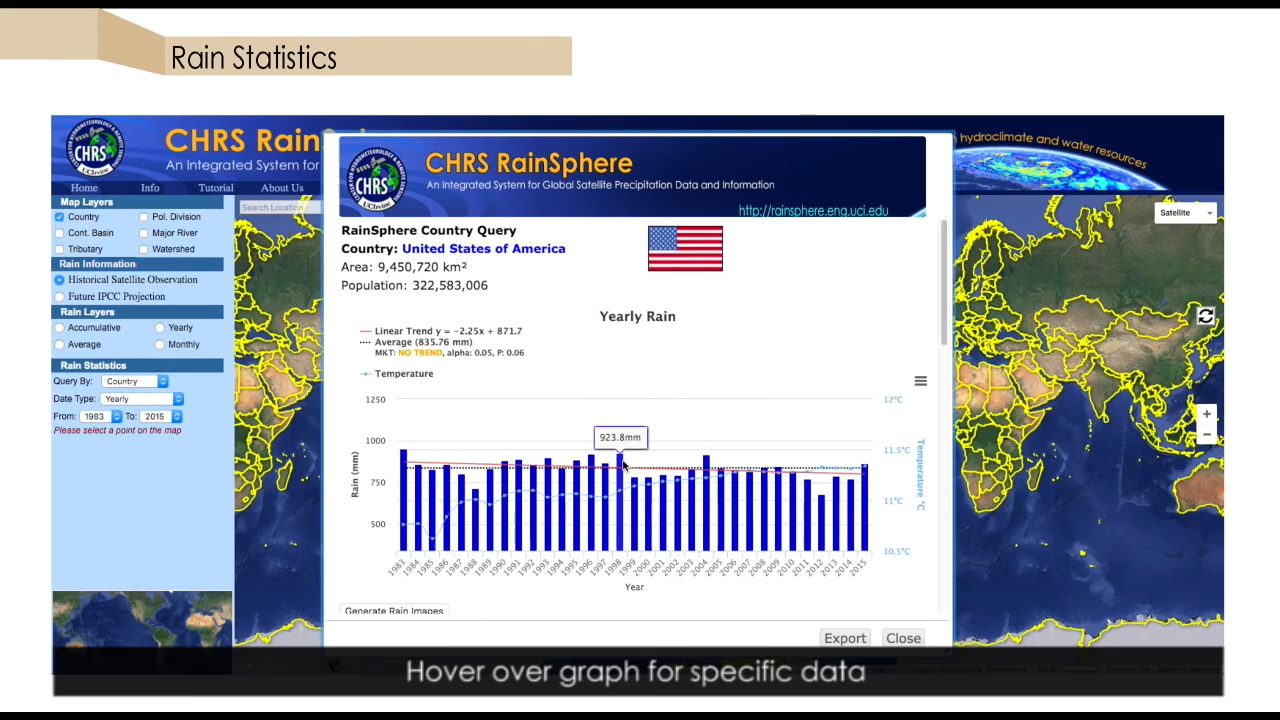 Rain Statistics
CHRS
UCIrvine
CHRS Rain
An Integrated System for
hydroclimate and water resources
Home Info Tutorial About Us
Map Layers
Country Pol. Division
Cont. Basin Major River
Tributary Watershed
Rain Information
Historical Satellite Observation
Future IPCC Projection
Rain Layers
Accumulative Yearly
Average Monthly
Rain Statistics
Query By: Country
Date Type: Yearly
From: 1983 To: 2015
Please select a point on the map
Search Location
Satellite
+
−
CHRS
UCIrvine
CHRS RainSphere
An Integrated System for Global Satellite Precipitation Data and Information
http://rainsphere.eng.uci.edu
RainSphere Country Query
Country: United States of America
Area: 9,450,720 km²
Population: 322,583,006
Yearly Rain
Linear Trend y = −2.25x + 871.7
Average (835.76 mm)
MKT: NO TREND, alpha: 0.05, P: 0.06
Temperature
1250 12°C
923.8mm
1000 11.5°C
750 11°C
500 10.5°C
Rain (mm)
Temperature °C
1983 1984 1985 1986 1987 1988 1989 1990 1991 1992 1993 1994 1995 1996 1997 1998 1999 2000 2001 2002 2003 2004 2005 2006 2007 2008 2009 2010 2011 2012 2013 2014 2015
Year
Generate Rain Images
Export Close
Google
Hover over graph for specific data